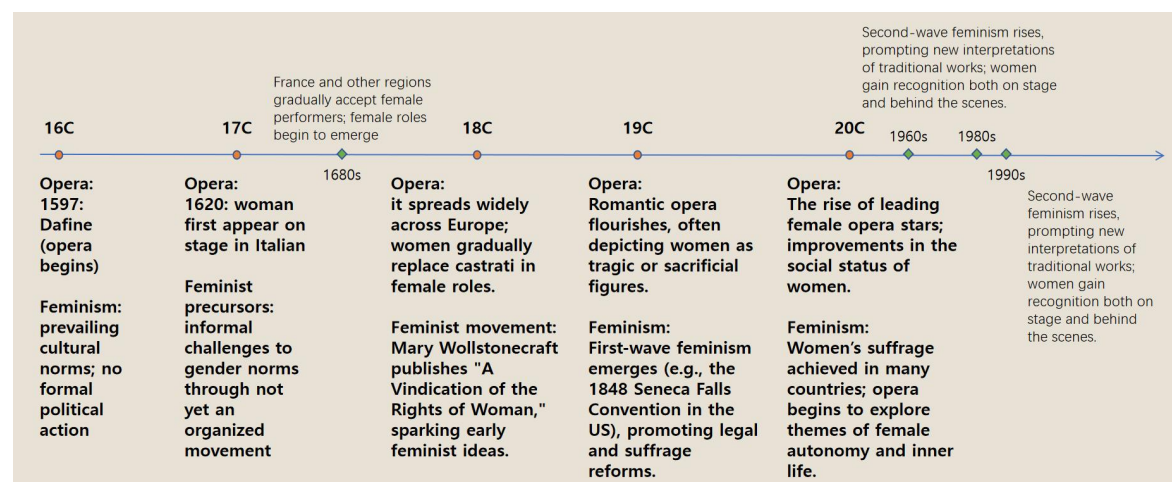 Second-wave feminism rises,
prompting new interpretations
of traditional works; women
gain recognition both on stage
and behind the scenes.
France and other regions
gradually accept female
performers; female roles
begin to emerge
16C
17C
18C
19C
20C
1960s
1980s
1680s
1990s
Opera:
1597:
Dafine
(opera
begins)
Feminism:
prevailing
cultural
norms; no
formal
political
action
Opera:
1620: woman
first appear on
stage in Italian
Feminist
precursors:
informal
challenges to
gender norms
through not
yet an
organized
movement
Opera:
it spreads widely
across Europe;
women gradually
replace castrati in
female roles.
Feminist movement:
Mary Wollstonecraft
publishes "A
Vindication of the
Rights of Woman,"
sparking early
feminist ideas.
Opera:
Romantic opera
flourishes, often
depicting women as
tragic or sacrificial
figures.
Feminism:
First-wave feminism
emerges (e.g., the
1848 Seneca Falls
Convention in the
US), promoting legal
and suffrage
reforms.
Opera:
The rise of leading
female opera stars;
improvements in the
social status of
women.
Feminism:
Women's suffrage
achieved in many
countries; opera
begins to explore
themes of female
autonomy and inner
life.
Second-wave
feminism rises,
prompting new
interpretations of
traditional works;
women gain
recognition both on
stage and behind
the scenes.